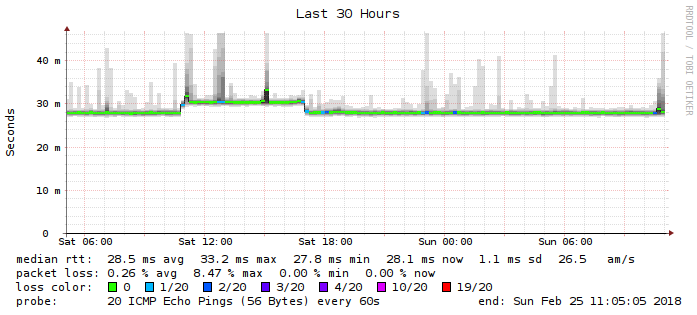 Last 30 Hours
RRDTOOL / TOBI OETIKER
Seconds
40 m
30 m
20 m
10 m
0
Sat 06:00 Sat 12:00 Sat 18:00 Sun 00:00 Sun 06:00
median rtt: 28.5 ms avg 33.2 ms max 27.8 ms min 28.1 ms now 1.1 ms sd 26.5 am/s
packet loss: 0.26 % avg 8.47 % max 0.00 % min 0.00 % now
loss color: 0 1/20 2/20 3/20 4/20 10/20 19/20
probe: 20 ICMP Echo Pings (56 Bytes) every 60s end: Sun Feb 25 11:05:05 2018